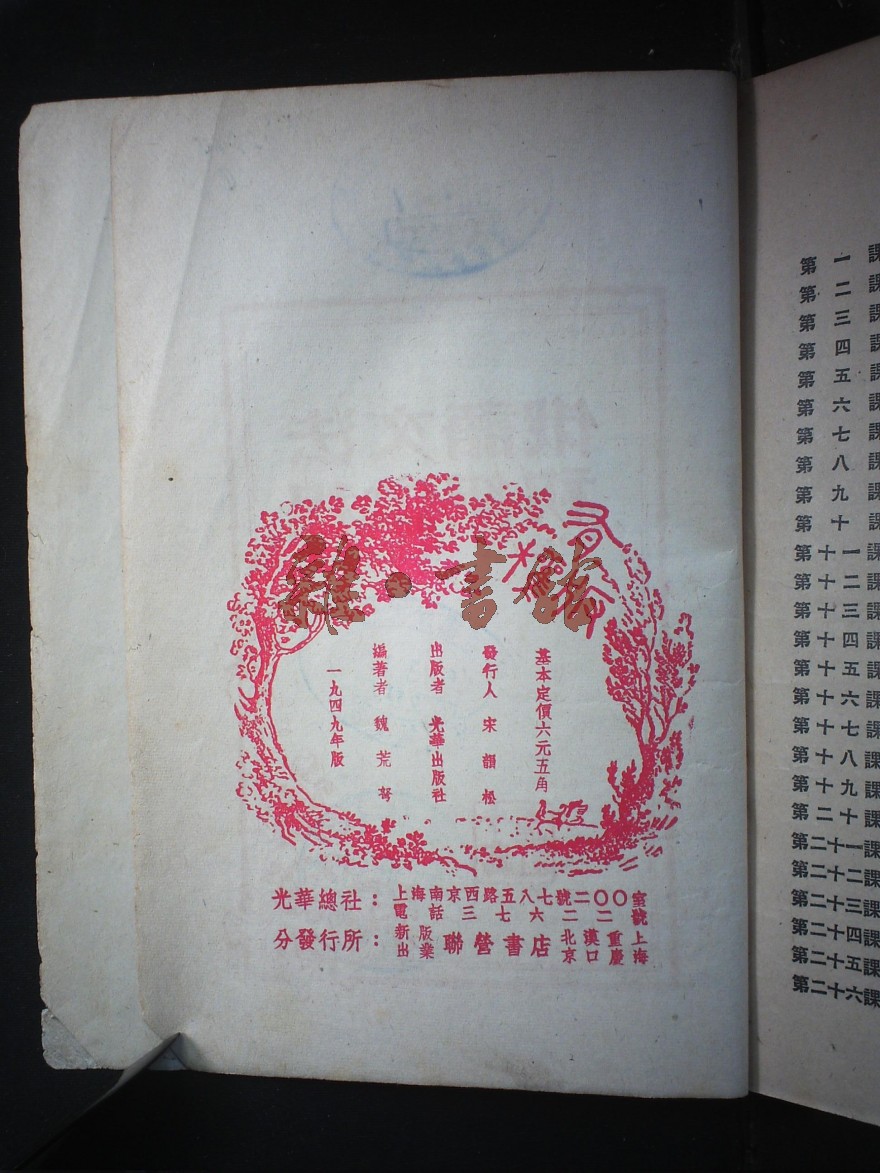 有版權
雜·書館
基本定價六元五角
發行人 宋韻松
出版者 光華出版社
編著者 魏荒弩
一九四九年版
光華總社：上海南京西路五八七號二〇〇室
電話三七六二二號
分發行所：新出版業聯營書店 北京 漢口 重慶 上海
第一課
第二課
第三課
第四課
第五課
第六課
第七課
第八課
第九課
第十課
第十一課
第十二課
第十三課
第十四課
第十五課
第十六課
第十七課
第十八課
第十九課
第二十課
第二十一課
第二十二課
第二十三課
第二十四課
第二十五課
第二十六課